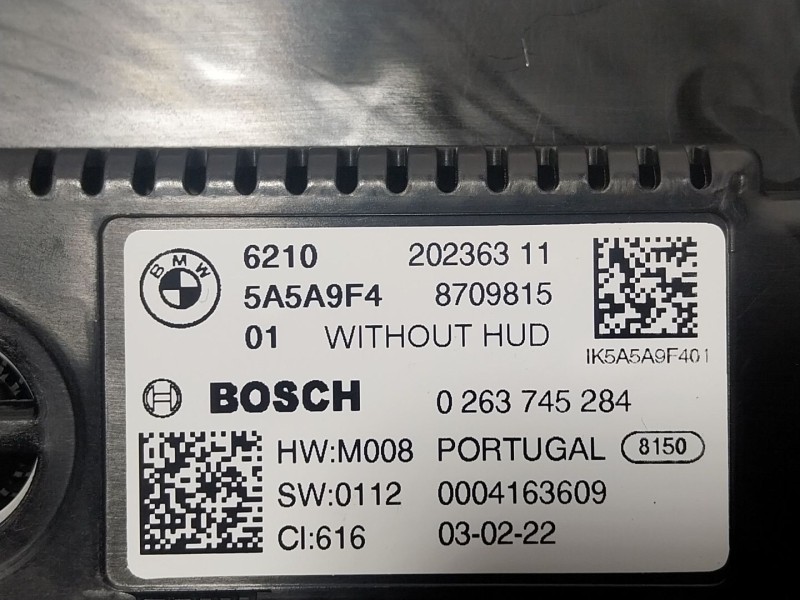 BMW
6210 202363 11
5A5A9F4 8709815
01 WITHOUT HUD
IK5A5A9F401
BOSCH 0 263 745 284
HW:M008 PORTUGAL 8150
SW:0112 0004163609
CI:616 03-02-22